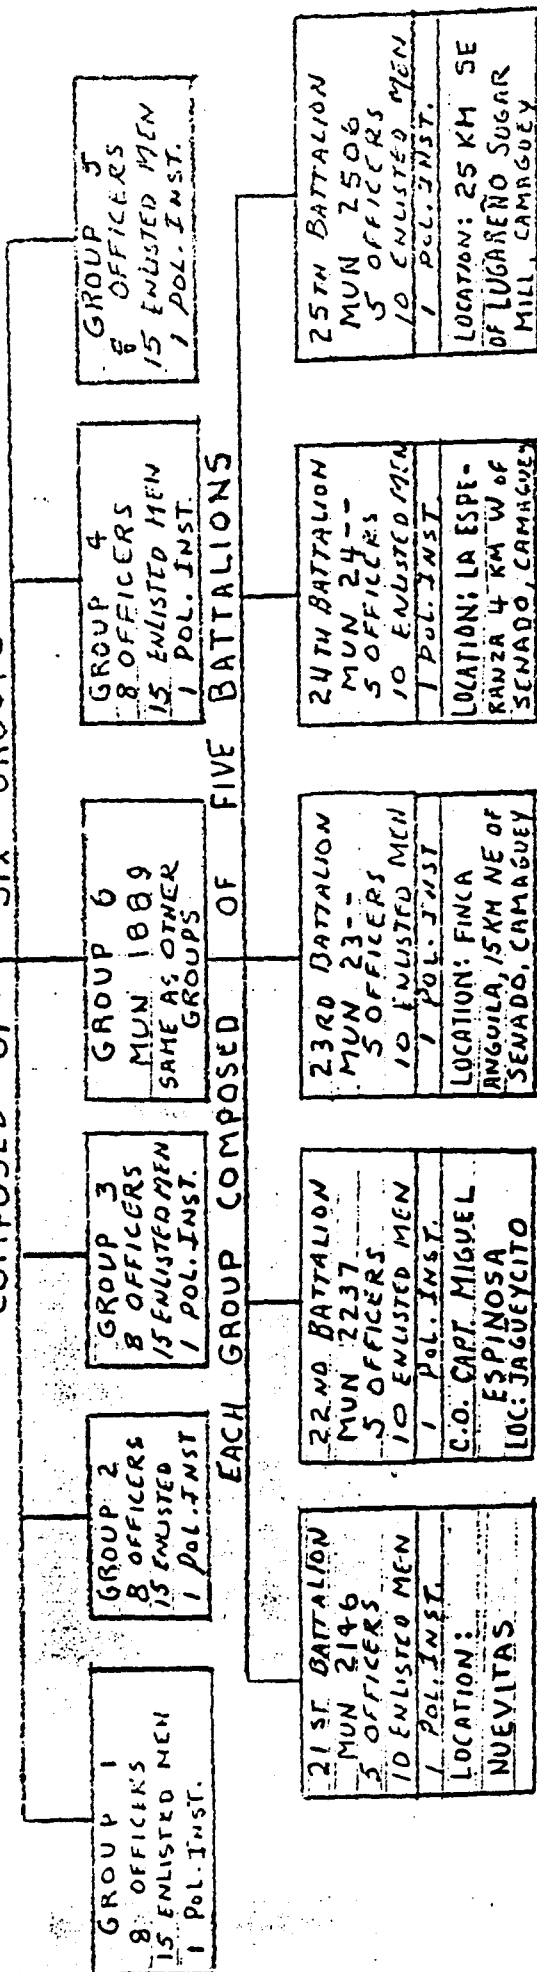 COMPOSED OF SIX GROUPS
GROUP 1
8 OFFICERS
15 ENLISTED MEN
1 POL. INST.
GROUP 2
8 OFFICERS
15 ENLISTED
1 POL. INST
GROUP 3
8 OFFICERS
15 ENLISTED MEN
1 POL. INST.
GROUP 6
MUN 1889
SAME AS OTHER
GROUPS
GROUP 4
8 OFFICERS
15 ENLISTED MEN
1 POL. INST.
GROUP 5
OFFICERS
15 ENLISTED MEN
1 POL. INST.
EACH GROUP COMPOSED OF FIVE BATTALIONS
21ST BATTALION
MUN 2146
5 OFFICERS
10 ENLISTED MEN
1 POL. INST.
LOCATION:
NUEVITAS
22ND BATTALION
MUN 2237
5 OFFICERS
10 ENLISTED MEN
1 POL. INST.
C.O. CAPT. MIGUEL
ESPINOSA
LOC: JAGUEYCITO
23RD BATTALION
MUN 23--
5 OFFICERS
10 ENLISTED MEN
1 POL. INST
LOCATION: FINCA
ANGUILA, 15 KM NE OF
SENADO, CAMAGUEY
24TH BATTALION
MUN 24--
5 OFFICERS
10 ENLISTED MEN
1 POL. INST.
LOCATION: LA ESPE-
RANZA 4 KM W OF
SENADO, CAMAGUEY
25TH BATTALION
MUN 2506
5 OFFICERS
10 ENLISTED MEN
1 POL. INST.
LOCATION: 25 KM SE
OF LUGAREÑO SUGAR
MILL, CAMAGUEY